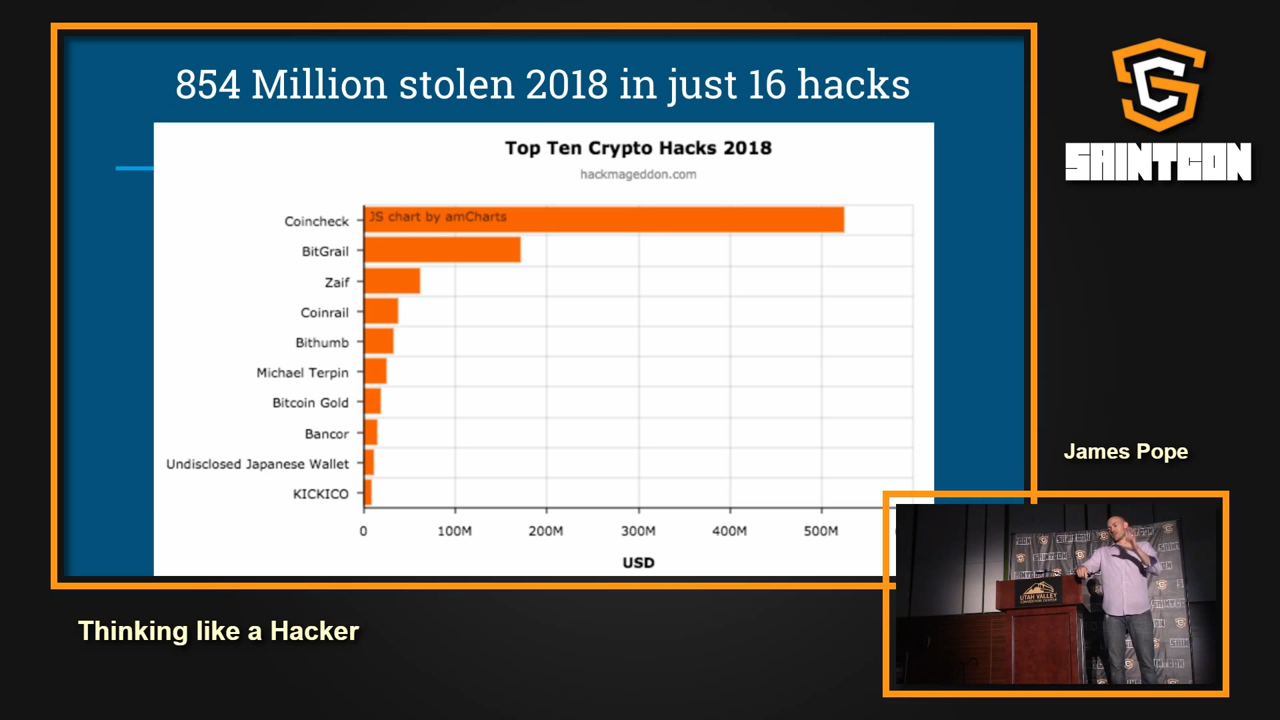 854 Million stolen 2018 in just 16 hacks
Top Ten Crypto Hacks 2018
hackmageddon.com
JS chart by amCharts
Coincheck
BitGrail
Zaif
Coinrail
Bithumb
Michael Terpin
Bitcoin Gold
Bancor
Undisclosed Japanese Wallet
KICKICO
0 100M 200M 300M 400M 500M
USD
SAINTCON
James Pope
UTAH VALLEY
Thinking like a Hacker